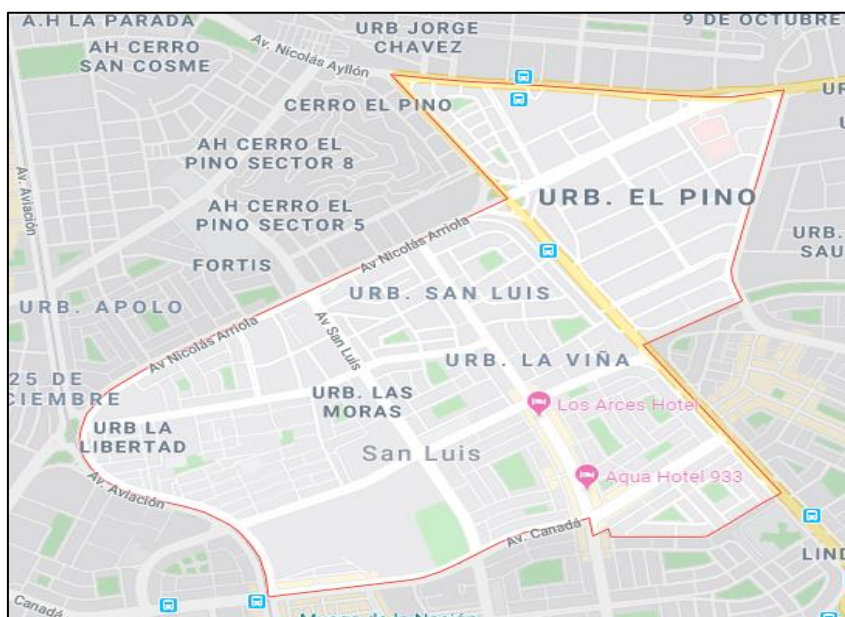 A.H LA PARADA
AH CERRO
SAN COSME
Av. Nicolás Ayllón
URB JORGE
CHAVEZ
9 DE OCTUBRE
CERRO EL PINO
AH CERRO EL
PINO SECTOR 8
AH CERRO EL
PINO SECTOR 5
Av. Aviación
FORTIS
Av Nicolás Arriola
URB. EL PINO
URB.
SAU
URB. APOLO
URB. SAN LUIS
Av Nicolás Arriola
Av San Luis
URB. LA VIÑA
25 DE
CIEMBRE
URB. LAS
MORAS
Los Arces Hotel
URB LA
LIBERTAD
San Luis
Aqua Hotel 933
Av. Aviación
Av. Canadá
LIND
Canadá